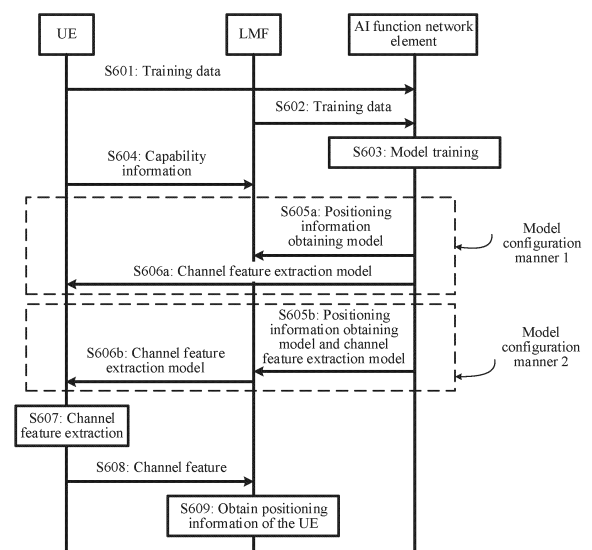 UE
LMF
AI function network
element
S601: Training data
S602: Training data
S603: Model training
S604: Capability
information
S605a: Positioning
information
obtaining model
Model
configuration
manner 1
S606a: Channel feature extraction model
S605b: Positioning
information obtaining
model and channel
feature extraction model
S606b: Channel feature
extraction model
Model
configuration
manner 2
S607: Channel
feature extraction
S608: Channel feature
S609: Obtain positioning
information of the UE